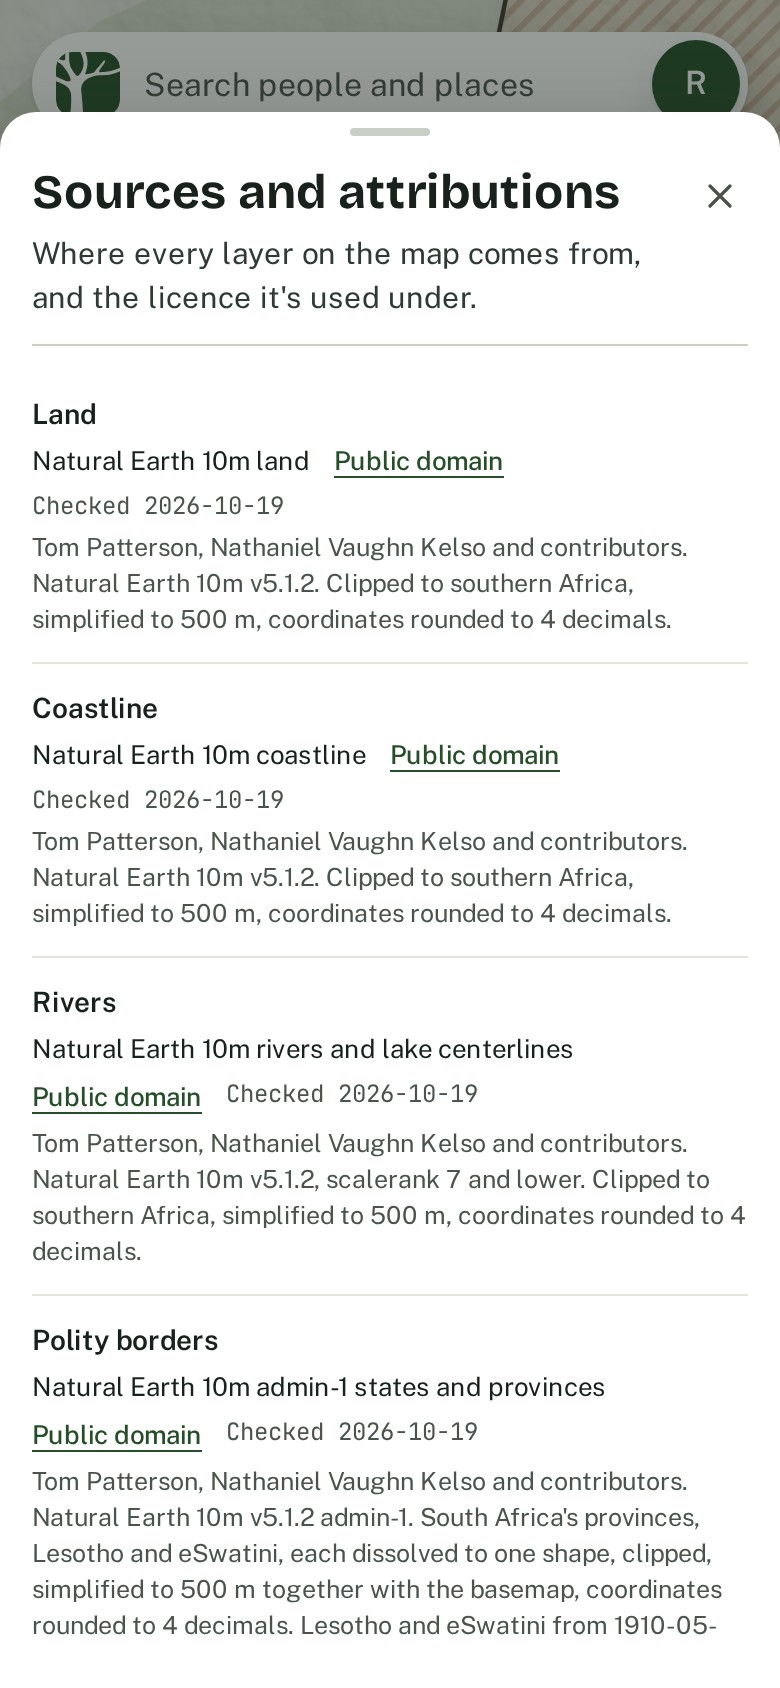 Search people and places
R
Sources and attributions
Where every layer on the map comes from,
and the licence it's used under.
Land
Natural Earth 10m land Public domain
Checked 2026-10-19
Tom Patterson, Nathaniel Vaughn Kelso and contributors.
Natural Earth 10m v5.1.2. Clipped to southern Africa,
simplified to 500 m, coordinates rounded to 4 decimals.
Coastline
Natural Earth 10m coastline Public domain
Checked 2026-10-19
Tom Patterson, Nathaniel Vaughn Kelso and contributors.
Natural Earth 10m v5.1.2. Clipped to southern Africa,
simplified to 500 m, coordinates rounded to 4 decimals.
Rivers
Natural Earth 10m rivers and lake centerlines
Public domain Checked 2026-10-19
Tom Patterson, Nathaniel Vaughn Kelso and contributors.
Natural Earth 10m v5.1.2, scalerank 7 and lower. Clipped to
southern Africa, simplified to 500 m, coordinates rounded to 4
decimals.
Polity borders
Natural Earth 10m admin-1 states and provinces
Public domain Checked 2026-10-19
Tom Patterson, Nathaniel Vaughn Kelso and contributors.
Natural Earth 10m v5.1.2 admin-1. South Africa's provinces,
Lesotho and eSwatini, each dissolved to one shape, clipped,
simplified to 500 m together with the basemap, coordinates
rounded to 4 decimals. Lesotho and eSwatini from 1910-05-